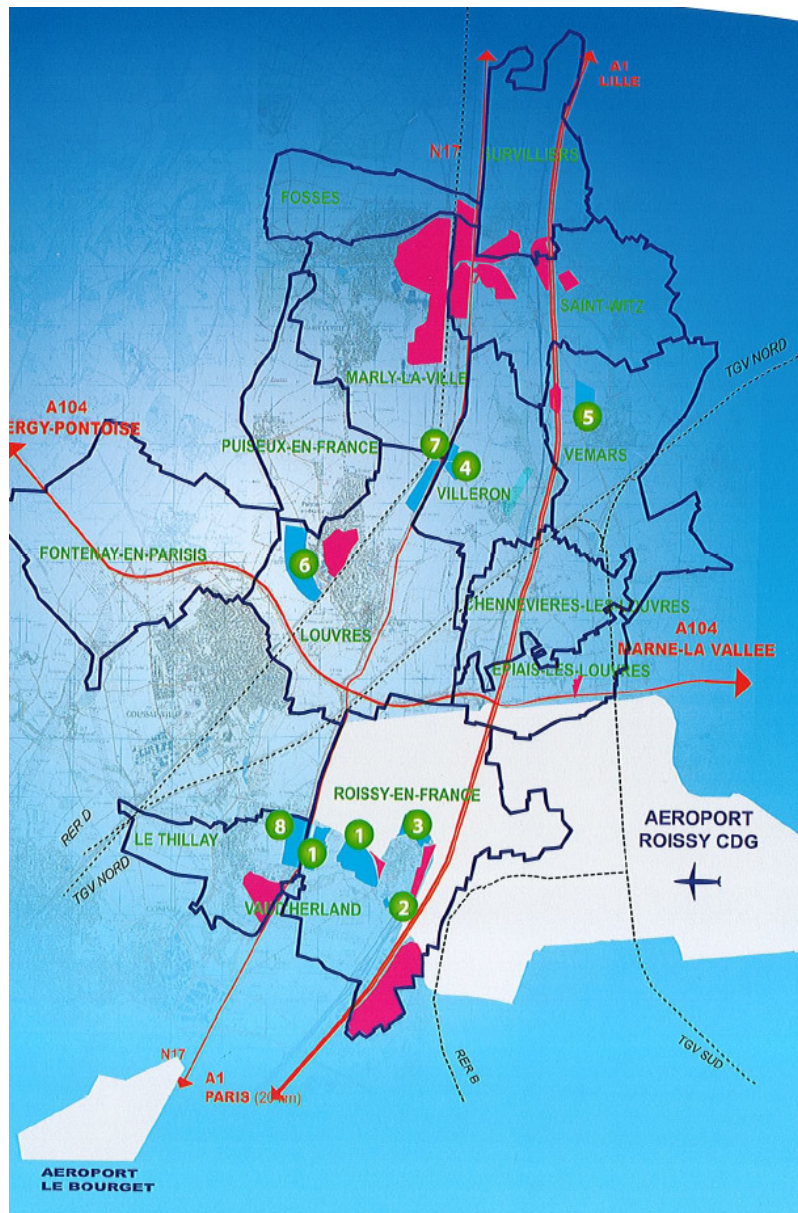 A1
LILLE
N17
SURVILLIERS
FOSSES
SAINT-WITZ
TGV NORD
MARLY-LA-VILLE
A104
ERGY-PONTOISE
5
7
PUISEUX-EN-FRANCE
4
VEMARS
VILLERON
FONTENAY-EN-PARISIS
6
CHENNEVIERES-LES-LOUVRES
LOUVRES
A104
MARNE-LA VALLEE
EPIAIS-LES-LOUVRES
ROISSY-EN-FRANCE
AEROPORT
ROISSY CDG
RER D
LE THILLAY
8
1
1
3
TGV NORD
VAUD'HERLAND
2
N17
A1
PARIS (20 km)
RER B
TGV SUD
AEROPORT
LE BOURGET